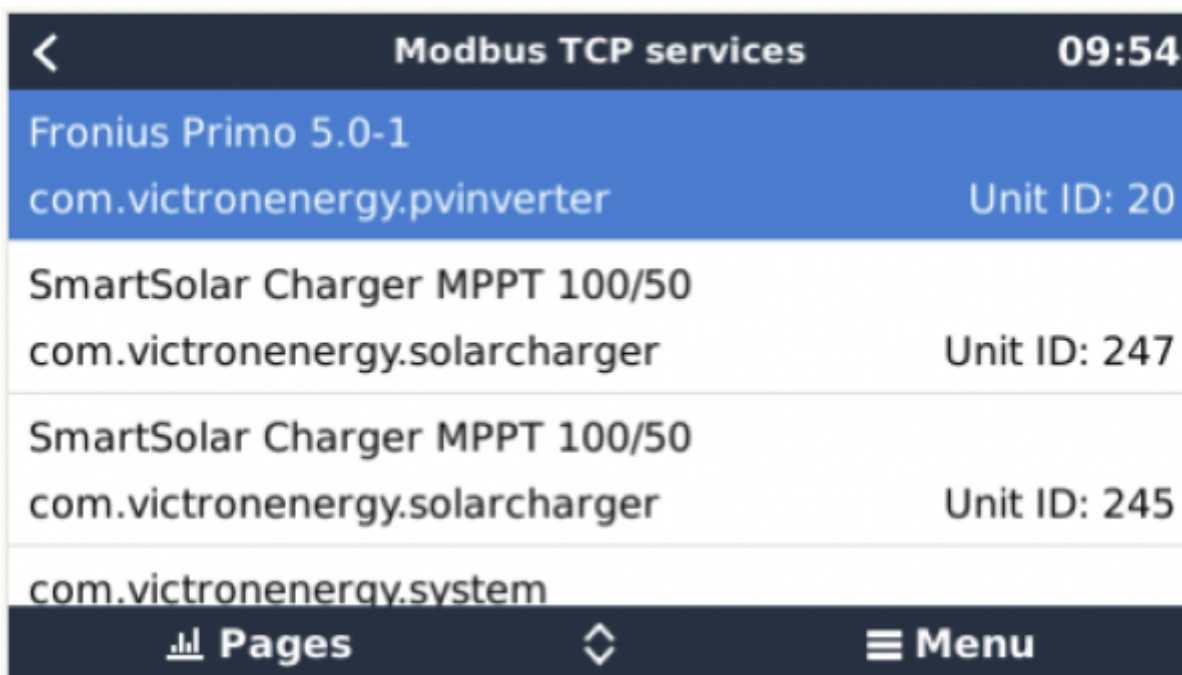 Modbus TCP services 09:54
Fronius Primo 5.0-1
com.victronenergy.pvinverter Unit ID: 20
SmartSolar Charger MPPT 100/50
com.victronenergy.solarcharger Unit ID: 247
SmartSolar Charger MPPT 100/50
com.victronenergy.solarcharger Unit ID: 245
com.victronenergy.system
Pages Menu